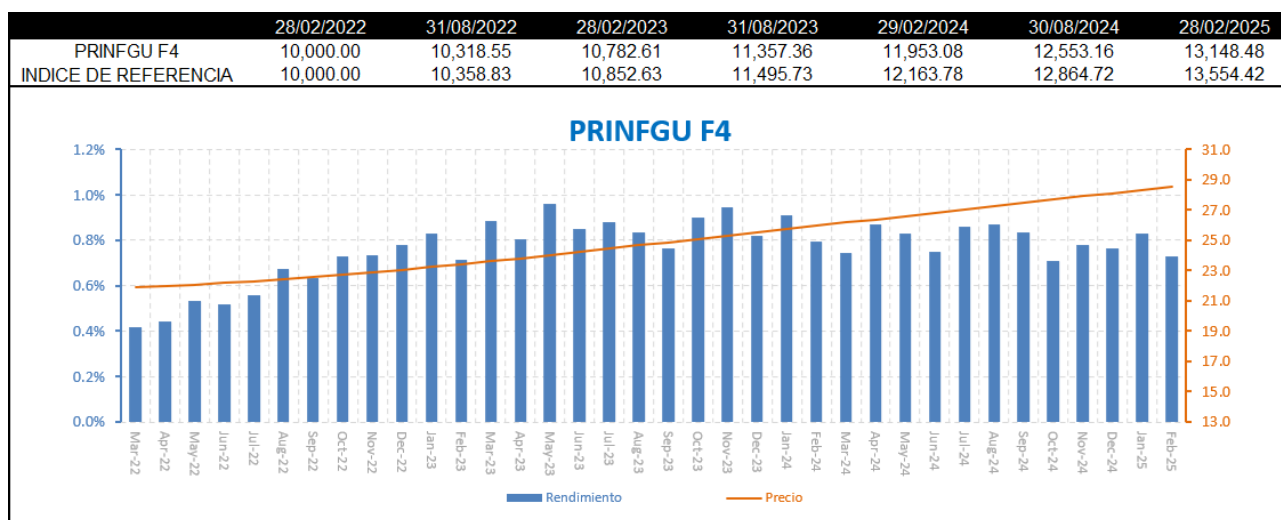 28/02/2022 31/08/2022 28/02/2023 31/08/2023 29/02/2024 30/08/2024 28/02/2025
PRINFGU F4 10,000.00 10,318.55 10,782.61 11,357.36 11,953.08 12,553.16 13,148.48
INDICE DE REFERENCIA 10,000.00 10,358.83 10,852.63 11,495.73 12,163.78 12,864.72 13,554.42
PRINFGU F4
1.2% 31.0
29.0
1.0% 27.0
0.8% 25.0
23.0
0.6% 21.0
0.4% 19.0
17.0
0.2% 15.0
0.0% 13.0
Mar-22 Apr-22 May-22 Jun-22 Jul-22 Aug-22 Sep-22 Oct-22 Nov-22 Dec-22 Jan-23 Feb-23 Mar-23 Apr-23 May-23 Jun-23 Jul-23 Aug-23 Sep-23 Oct-23 Nov-23 Dec-23 Jan-24 Feb-24 Mar-24 Apr-24 May-24 Jun-24 Jul-24 Aug-24 Sep-24 Oct-24 Nov-24 Dec-24 Jan-25 Feb-25
Rendimiento Precio